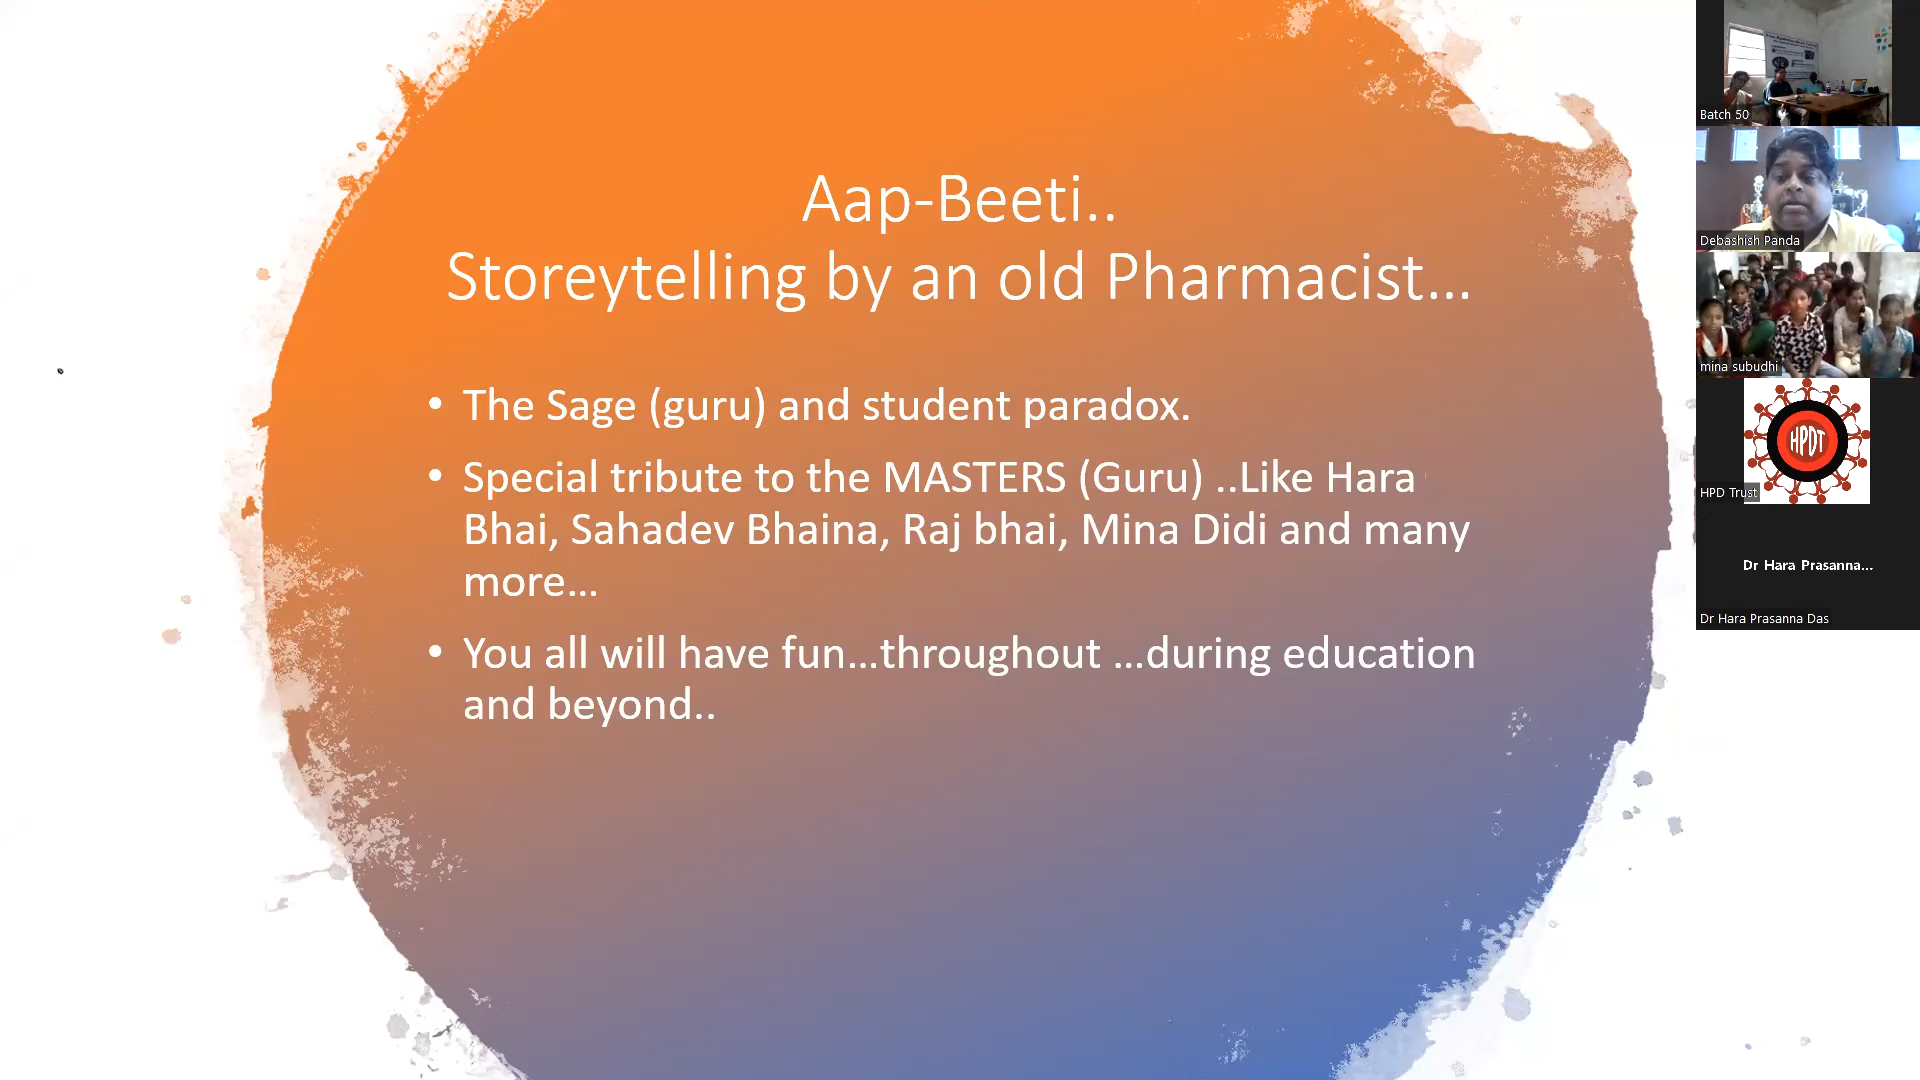 Aap-Beeti..
Storeytelling by an old Pharmacist...
• The Sage (guru) and student paradox.
• Special tribute to the MASTERS (Guru) ..Like Hara
Bhai, Sahadev Bhaina, Raj bhai, Mina Didi and many
more...
• You all will have fun...throughout ...during education
and beyond..
Batch 50
Debashish Panda
mina subudhi
HPDT
HPD Trust
Dr Hara Prasanna...
Dr Hara Prasanna Das